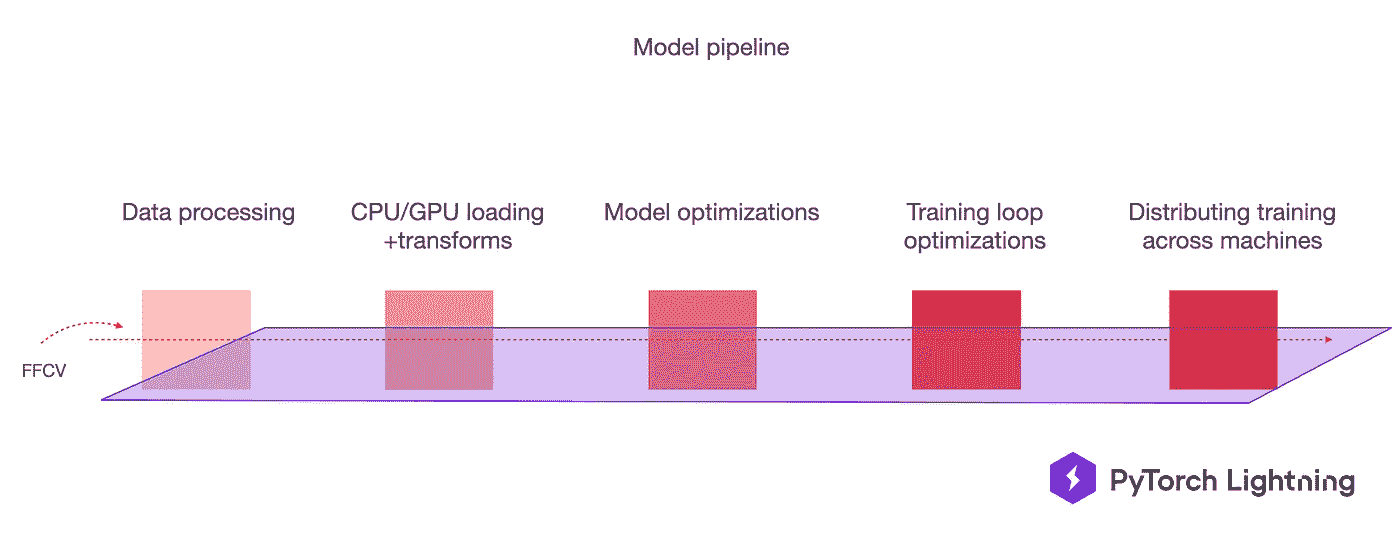 Model pipeline
Data processing
CPU/GPU loading
+transforms
Model optimizations
Training loop
optimizations
Distributing training
across machines
FFCV
PyTorch Lightning